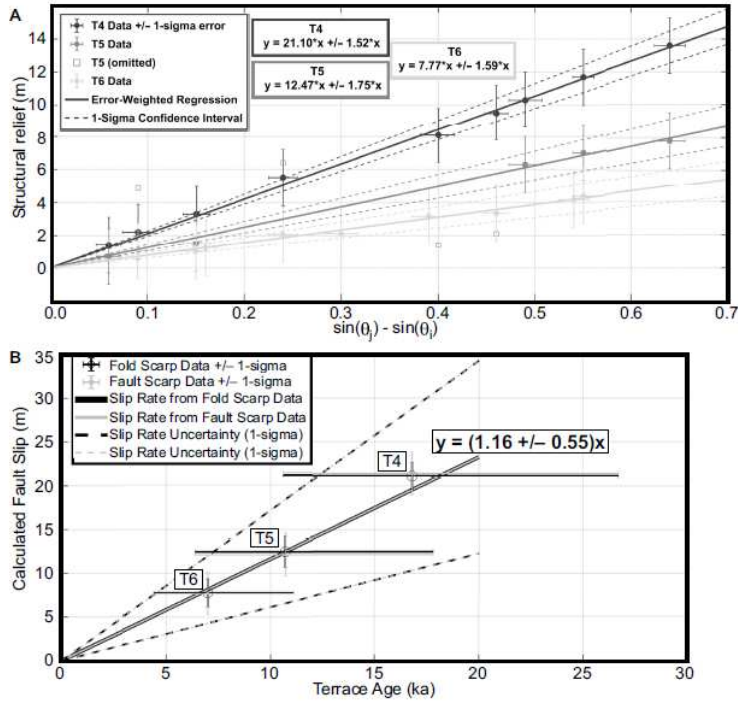 A
14
12
10
8
6
4
2
0
Structural relief (m)
T4 Data +/- 1-sigma error
T5 Data
T5 (omitted)
T6 Data
Error-Weighted Regression
1-Sigma Confidence Interval
T4
y = 21.10*x +/- 1.52*x
T5
y = 12.47*x +/- 1.75*x
T6
y = 7.77*x +/- 1.59*x
0.0 0.1 0.2 0.3 0.4 0.5 0.6 0.7
sin(θj) - sin(θi)
B
35
30
25
20
15
10
5
0
Calculated Fault Slip (m)
Fold Scarp Data +/– 1-sigma
Fault Scarp Data +/– 1-sigma
Slip Rate from Fold Scarp Data
Slip Rate from Fault Scarp Data
Slip Rate Uncertainty (1-sigma)
Slip Rate Uncertainty (1-sigma)
y = (1.16 +/- 0.55)x
T4
T5
T6
0 5 10 15 20 25 30
Terrace Age (ka)